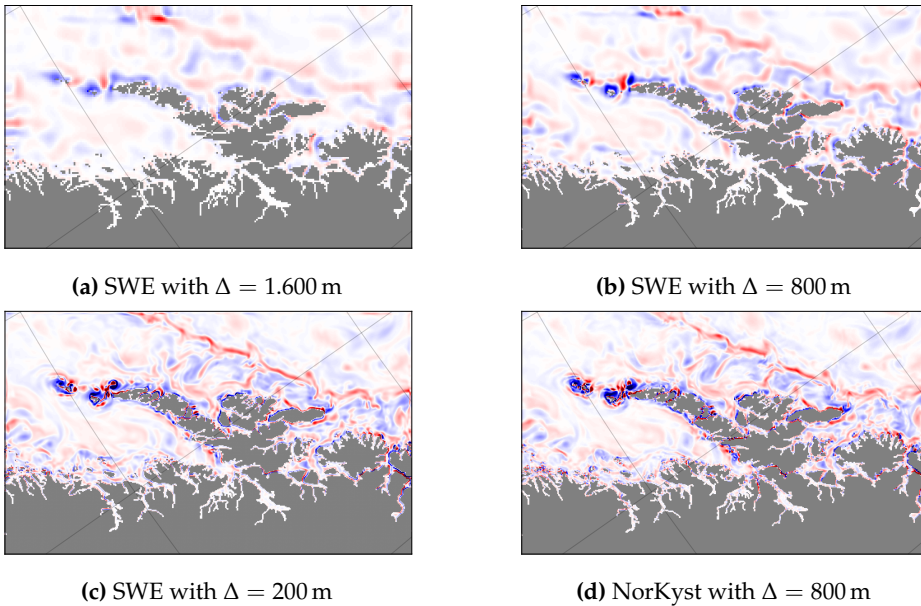 (a) SWE with Δ = 1.600 m
(b) SWE with Δ = 800 m
(c) SWE with Δ = 200 m
(d) NorKyst with Δ = 800 m